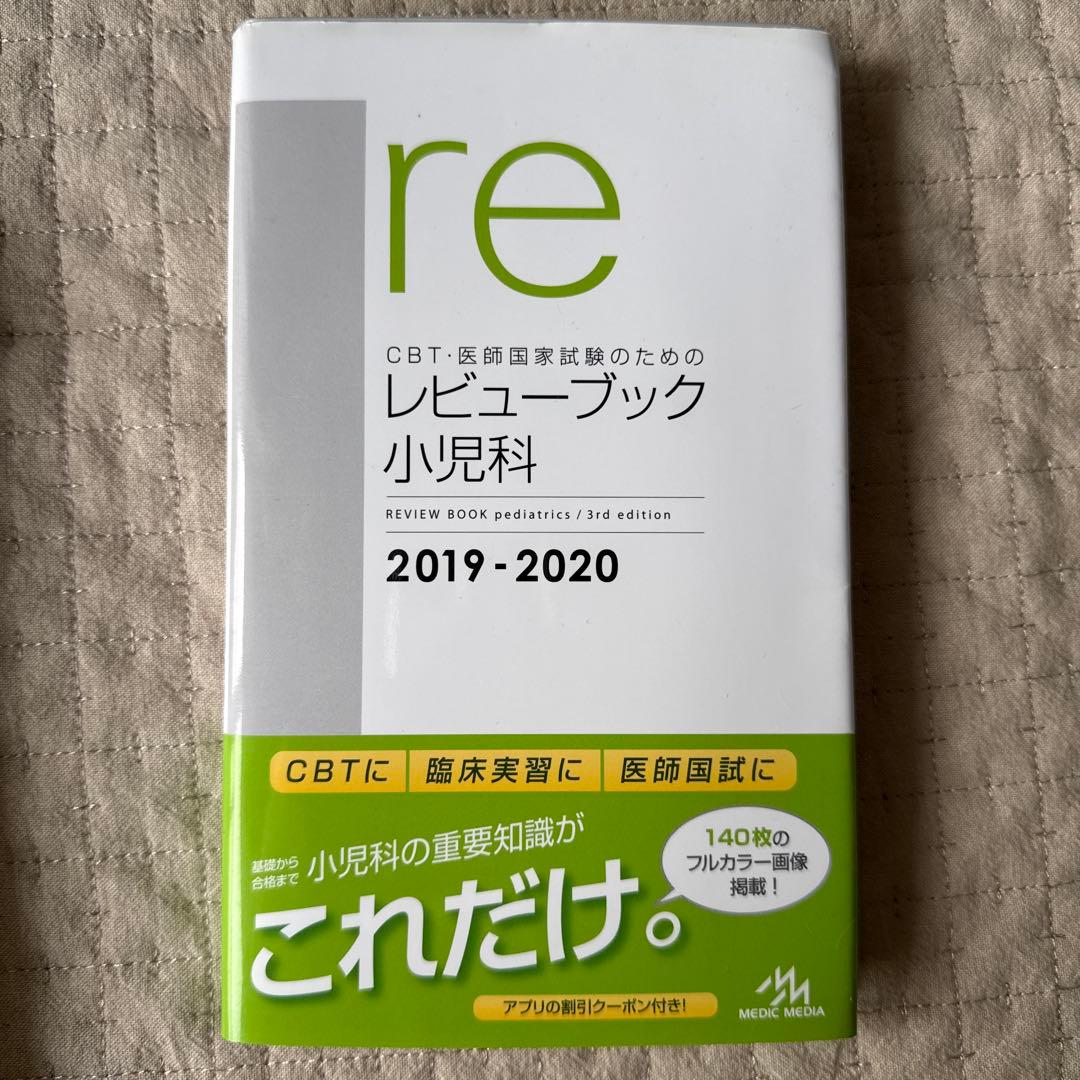 re
CBT・医師国家試験のための
レビューブック
小児科
REVIEW BOOK pediatrics / 3rd edition
2019-2020
CBTに
臨床実習に
医師国試に
基礎から
合格まで
小児科の重要知識が
これだけ。
140枚の
フルカラー画像
掲載!
アプリの割引クーポン付き!
MEDIC MEDIA